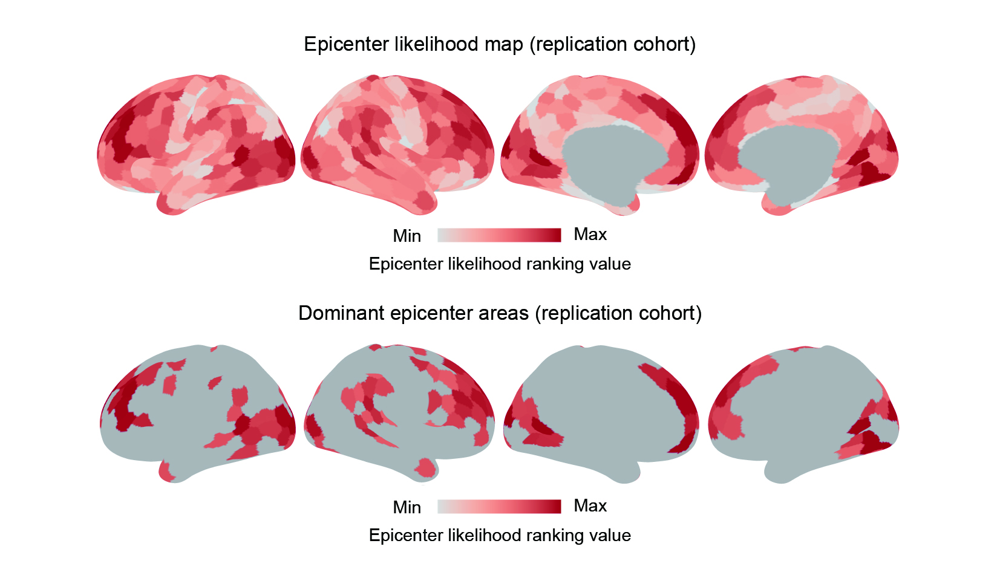 Epicenter likelihood map (replication cohort)
Min Max
Epicenter likelihood ranking value
Dominant epicenter areas (replication cohort)
Min Max
Epicenter likelihood ranking value